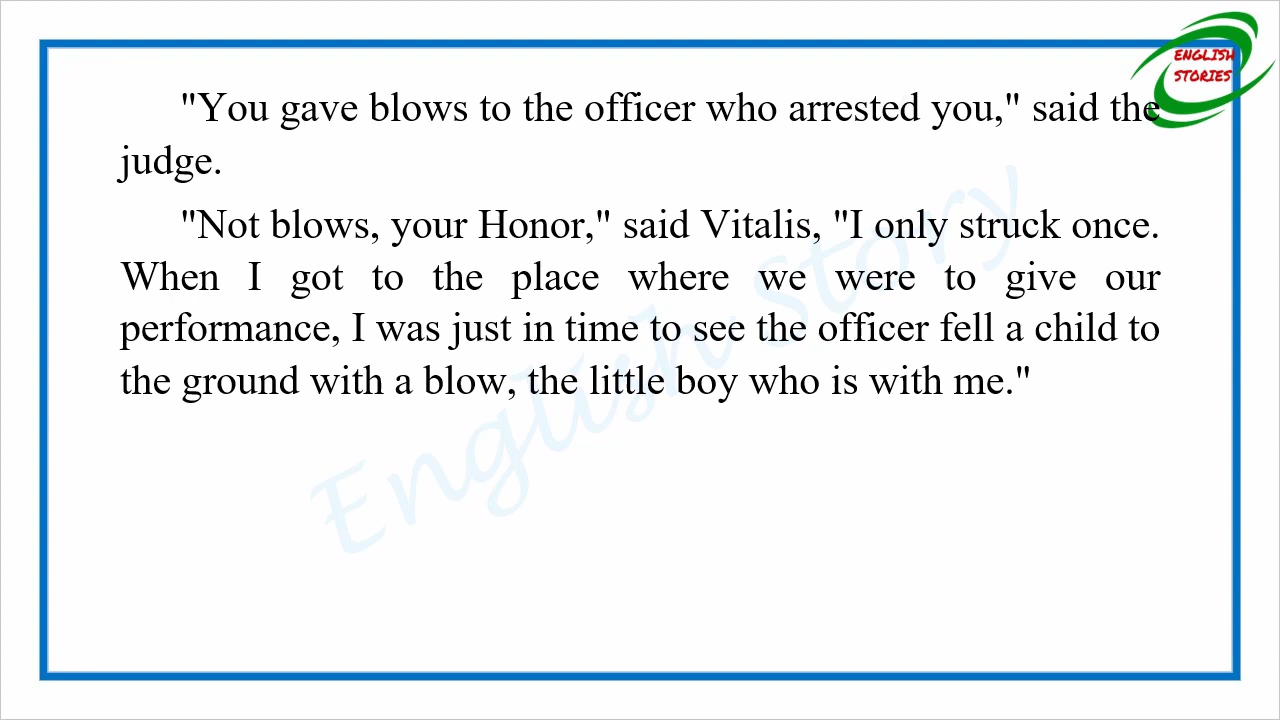 ENGLISH
STORIES
"You gave blows to the officer who arrested you," said the
judge.
"Not blows, your Honor," said Vitalis, "I only struck once.
When I got to the place where we were to give our
performance, I was just in time to see the officer fell a child to
the ground with a blow, the little boy who is with me."
English Story